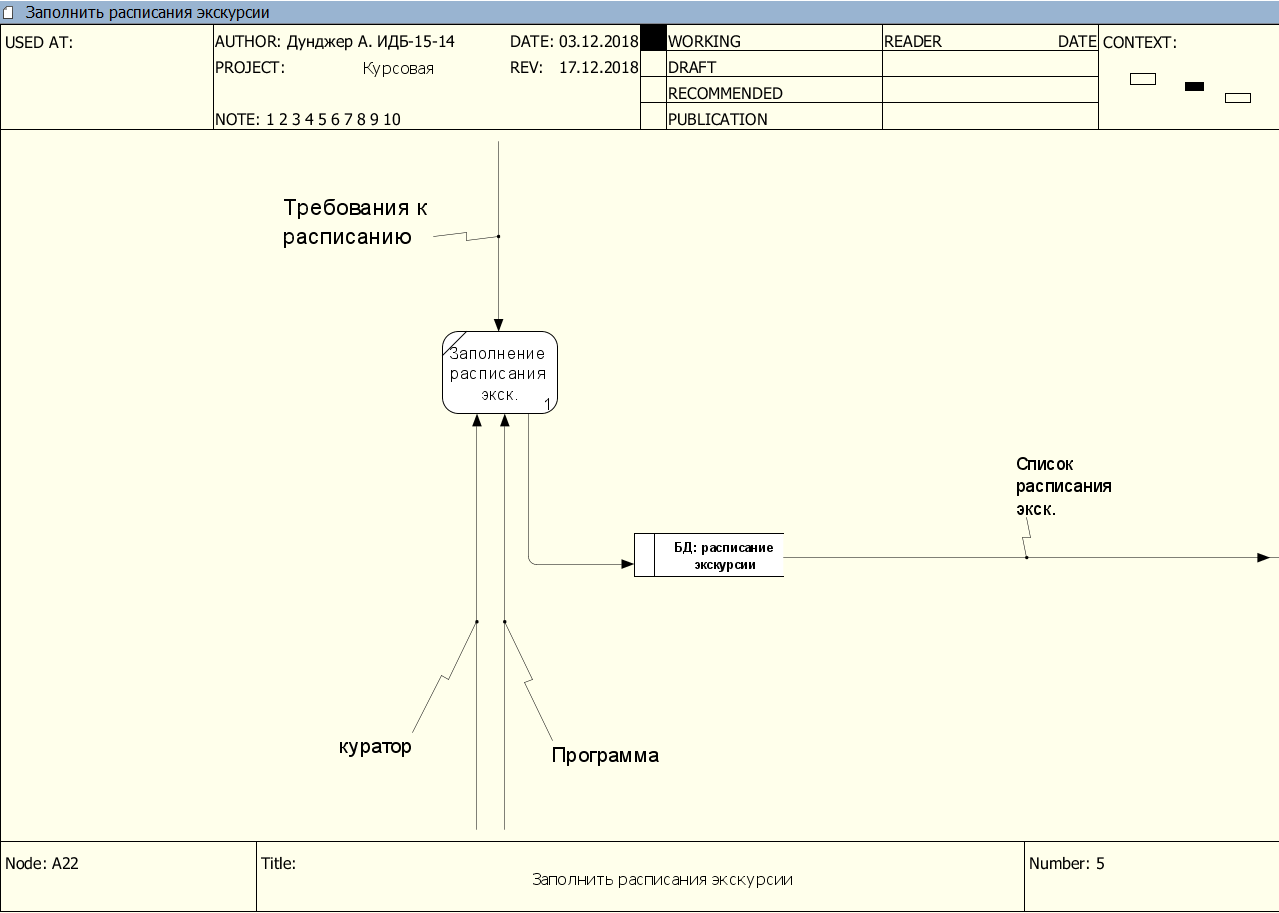 Заполнить расписания экскурсии
USED AT:
AUTHOR: Дунджер А. ИДБ-15-14
DATE: 03.12.2018
PROJECT: Курсовая
REV: 17.12.2018
NOTE: 1 2 3 4 5 6 7 8 9 10
WORKING
DRAFT
RECOMMENDED
PUBLICATION
READER
DATE
CONTEXT:
Требования к
расписанию
Заполнение
расписания
экск.
1
Список
расписания
экск.
БД: расписание
экскурсии
куратор
Программа
Node: A22
Title:
Заполнить расписания экскурсии
Number: 5